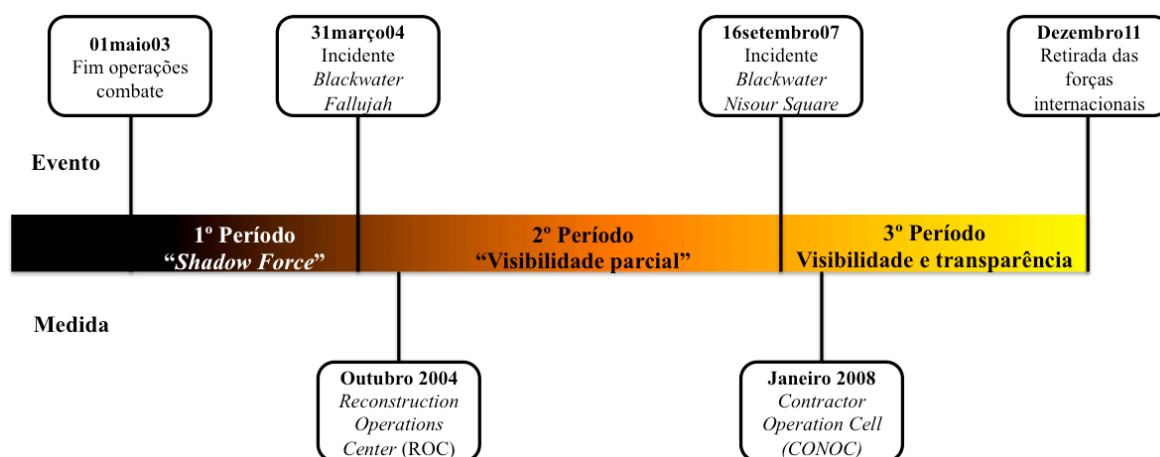 01maio03
Fim operações
combate
31março04
Incidente
Blackwater
Fallujah
16setembro07
Incidente
Blackwater
Nisour Square
Dezembro11
Retirada das
forças
internacionais
Evento
1º Período
“Shadow Force”
2º Período
“Visibilidade parcial”
3º Período
Visibilidade e transparência
Medida
Outubro 2004
Reconstruction
Operations
Center (ROC)
Janeiro 2008
Contractor
Operation Cell
(CONOC)